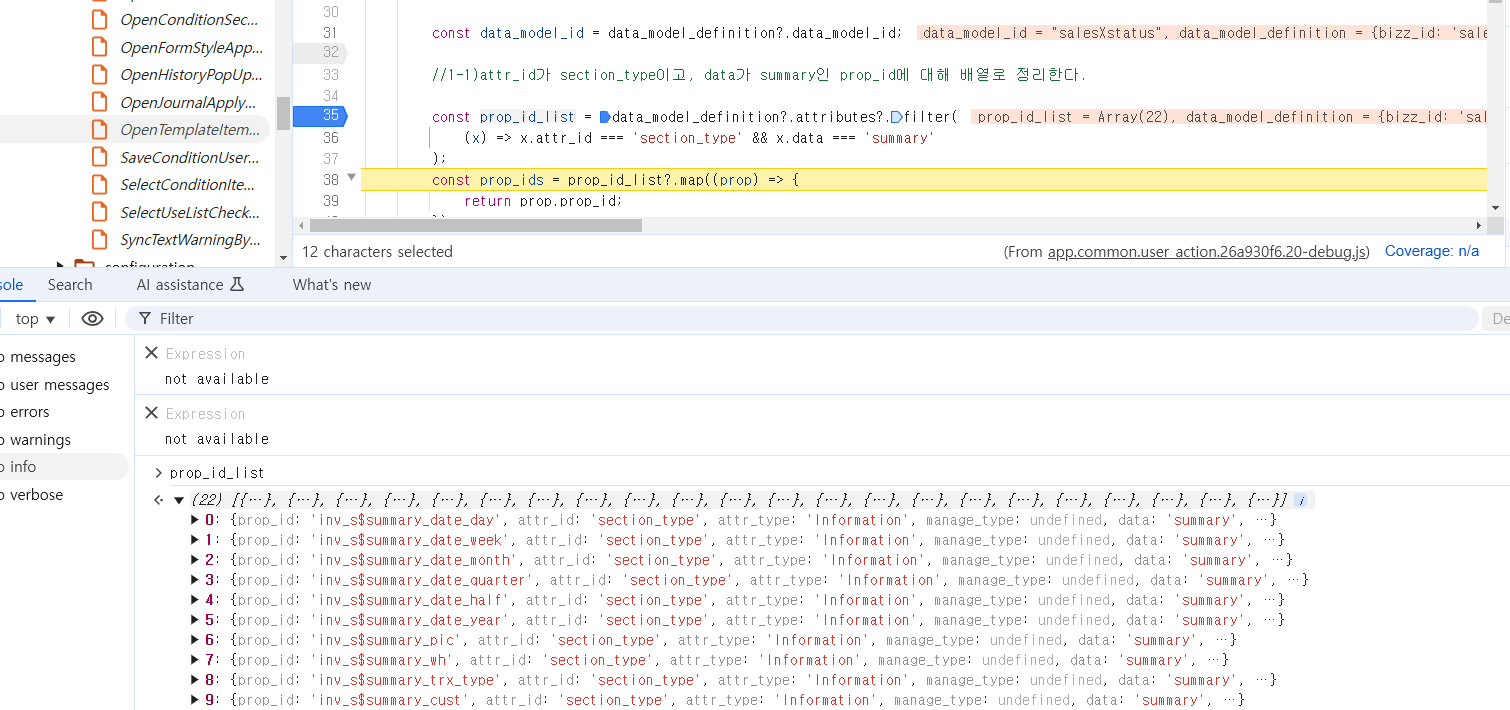 OpenConditionSec...
OpenFormStyleApp...
OpenHistoryPopUp...
OpenJournalApply...
OpenTemplateItem...
SaveConditionUser...
SelectConditionIte...
SelectUseListCheck...
SyncTextWarningBy...
configuration
30
31 const data_model_id = data_model_definition?.data_model_id; data_model_id = "salesXstatus", data_model_definition = {bizz_id: 'sale
32
33 //1-1)attr_id가 section_type이고, data가 summary인 prop_id에 대해 배열로 정리한다.
34
35 const prop_id_list = data_model_definition?.attributes?.filter( prop_id_list = Array(22), data_model_definition = {bizz_id: 'sal
36 (x) => x.attr_id === 'section_type' && x.data === 'summary'
37 );
38 const prop_ids = prop_id_list?.map((prop) => {
39 return prop.prop_id;
12 characters selected (From app.common.user_action.26a930f6.20-debug.js) Coverage: n/a
sole Search AI assistance What's new
top Filter De
messages
user messages
errors
warnings
info
verbose
Expression
not available
Expression
not available
prop_id_list
(22) [{…}, {…}, {…}, {…}, {…}, {…}, {…}, {…}, {…}, {…}, {…}, {…}, {…}, {…}, {…}, {…}, {…}, {…}, {…}, {…}, {…}, {…}] i
0: {prop_id: 'inv_s$summary_date_day', attr_id: 'section_type', attr_type: 'Information', manage_type: undefined, data: 'summary', …}
1: {prop_id: 'inv_s$summary_date_week', attr_id: 'section_type', attr_type: 'Information', manage_type: undefined, data: 'summary', …}
2: {prop_id: 'inv_s$summary_date_month', attr_id: 'section_type', attr_type: 'Information', manage_type: undefined, data: 'summary', …}
3: {prop_id: 'inv_s$summary_date_quarter', attr_id: 'section_type', attr_type: 'Information', manage_type: undefined, data: 'summary', …}
4: {prop_id: 'inv_s$summary_date_half', attr_id: 'section_type', attr_type: 'Information', manage_type: undefined, data: 'summary', …}
5: {prop_id: 'inv_s$summary_date_year', attr_id: 'section_type', attr_type: 'Information', manage_type: undefined, data: 'summary', …}
6: {prop_id: 'inv_s$summary_pic', attr_id: 'section_type', attr_type: 'Information', manage_type: undefined, data: 'summary', …}
7: {prop_id: 'inv_s$summary_wh', attr_id: 'section_type', attr_type: 'Information', manage_type: undefined, data: 'summary', …}
8: {prop_id: 'inv_s$summary_trx_type', attr_id: 'section_type', attr_type: 'Information', manage_type: undefined, data: 'summary', …}
9: {prop_id: 'inv_s$summary_cust', attr_id: 'section_type', attr_type: 'Information', manage_type: undefined, data: 'summary', …}